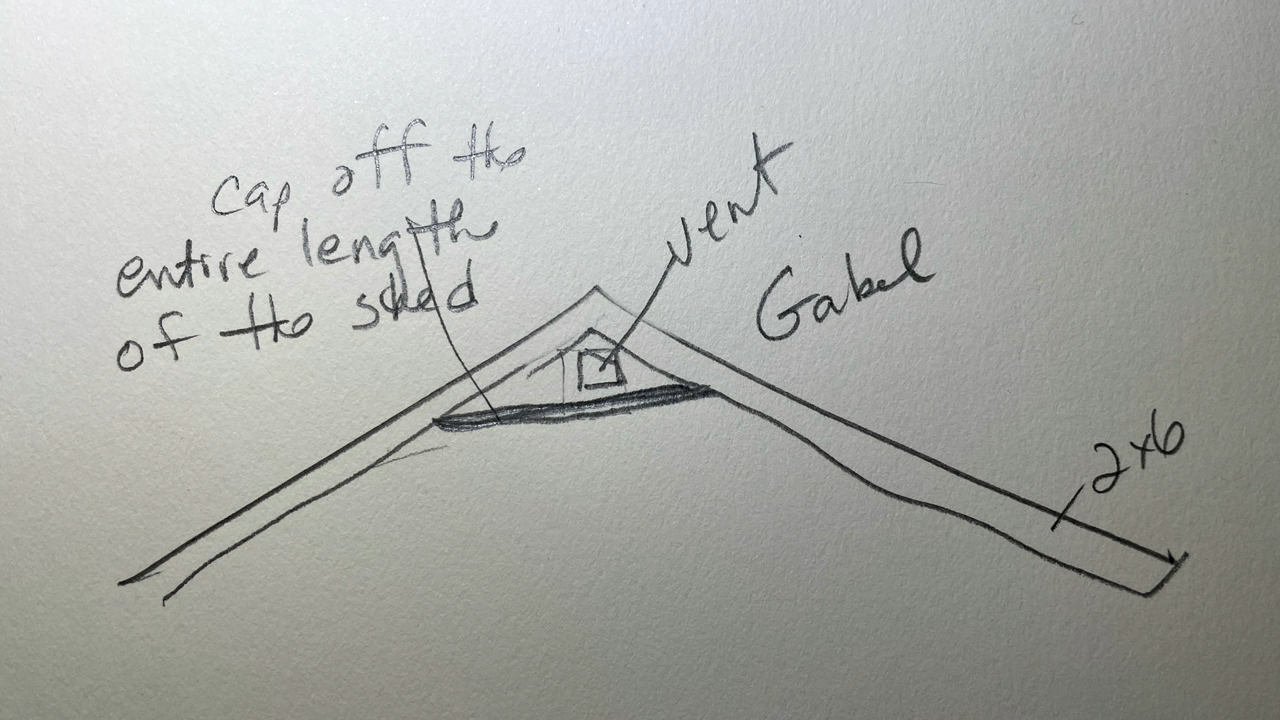 Cap off the
entire length
of the shed
vent
Gabel
2x6